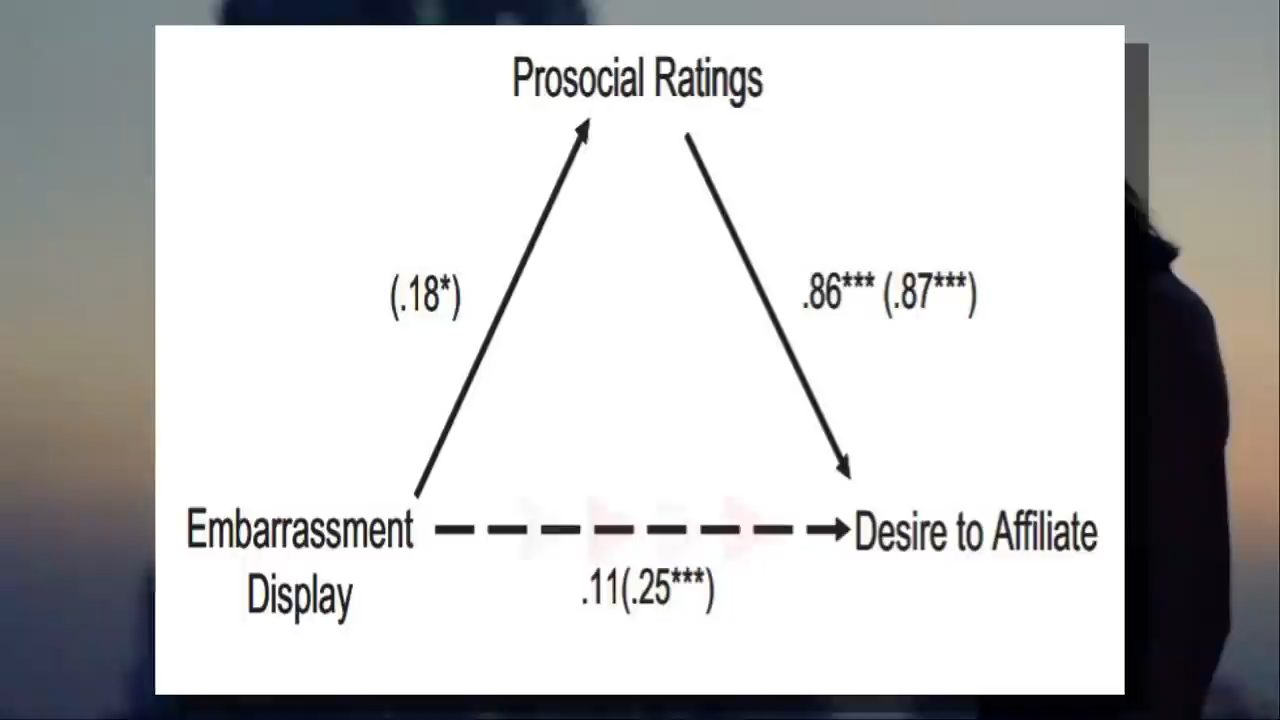 Prosocial Ratings
(.18*)
.86*** (.87***)
Embarrassment
Display
Desire to Affiliate
.11(.25***)